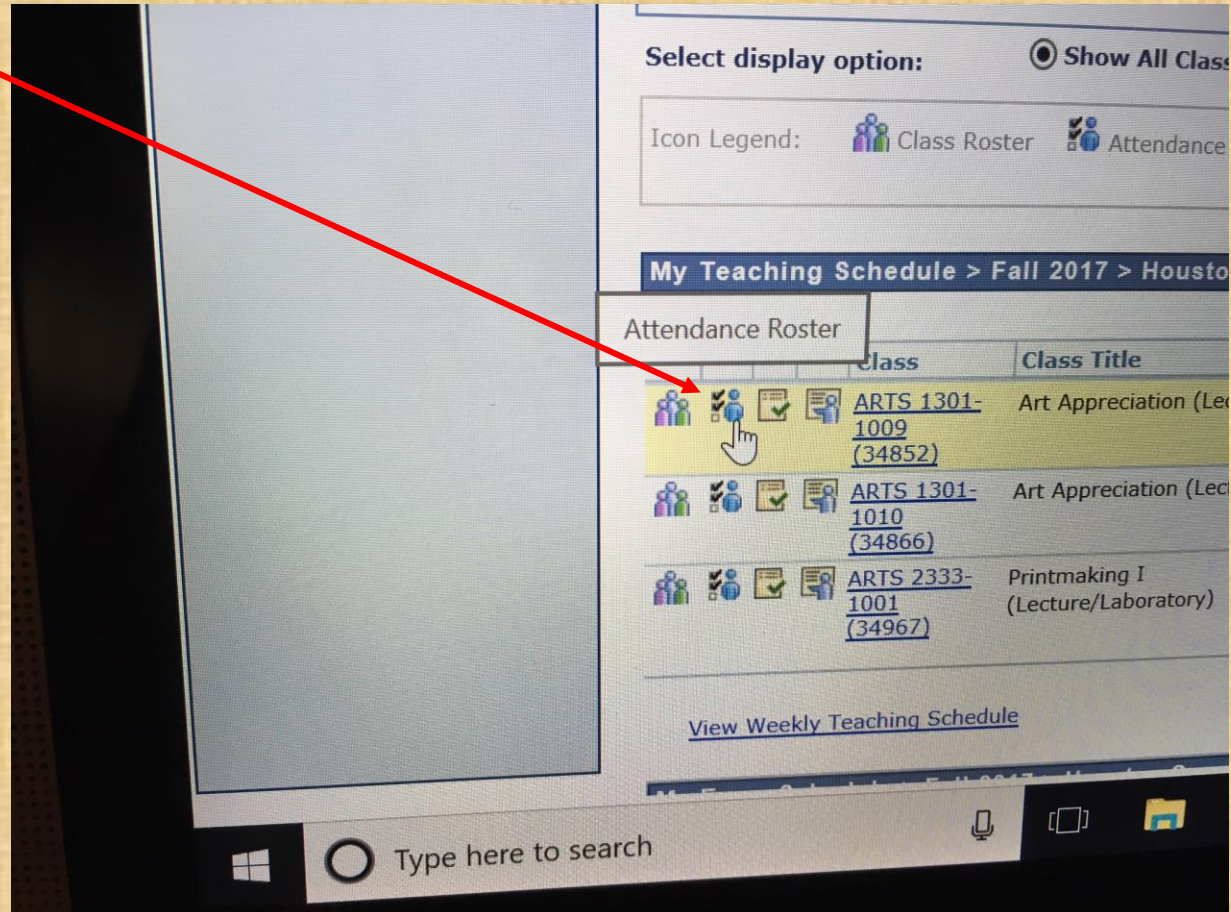 Select display option: Show All Class
Icon Legend: Class Roster Attendance
My Teaching Schedule > Fall 2017 > Housto
Attendance Roster
Class Class Title
ARTS 1301- Art Appreciation (Lec
1009
(34852)
ARTS 1301- Art Appreciation (Lec
1010
(34866)
ARTS 2333- Printmaking I
1001 (Lecture/Laboratory)
(34967)
View Weekly Teaching Schedule
Type here to search